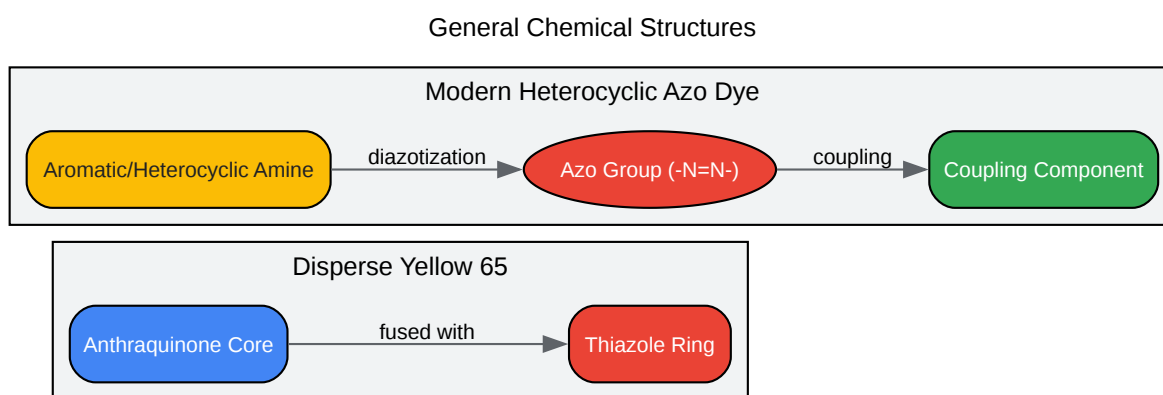 General Chemical Structures
Modern Heterocyclic Azo Dye
Aromatic/Heterocyclic Amine
diazotization
Azo Group (-N=N-)
coupling
Coupling Component
Disperse Yellow 65
Anthraquinone Core
fused with
Thiazole Ring